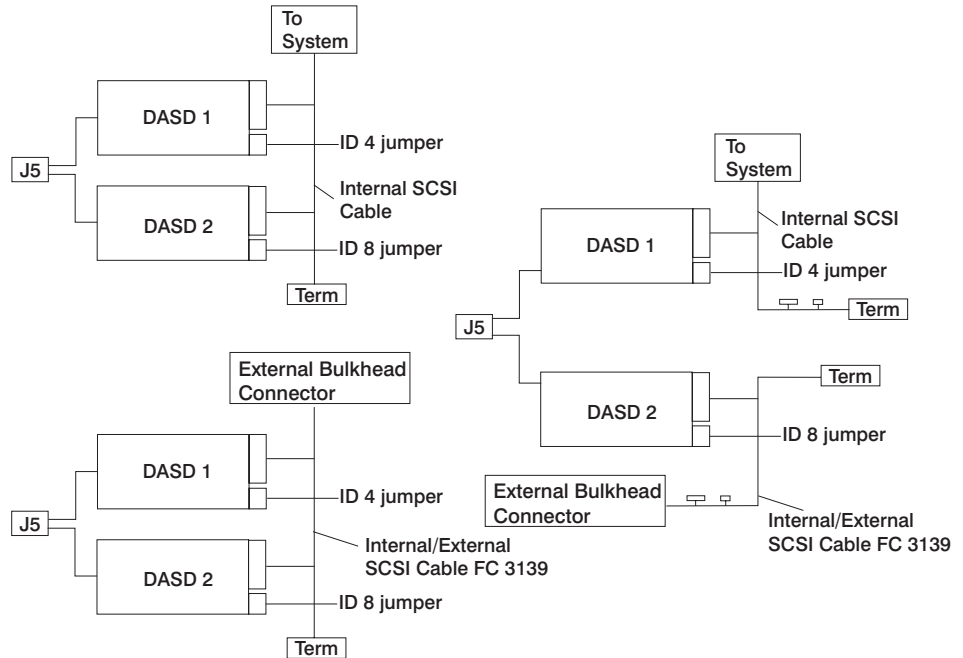 To
System
DASD 1
ID 4 jumper
J5
Internal SCSI
Cable
DASD 2
ID 8 jumper
Term
External Bulkhead
Connector
DASD 1
ID 4 jumper
J5
Internal/External
SCSI Cable FC 3139
DASD 2
ID 8 jumper
Term
To
System
Internal SCSI
Cable
DASD 1
ID 4 jumper
Term
J5
Term
DASD 2
ID 8 jumper
External Bulkhead
Connector
Internal/External
SCSI Cable FC 3139